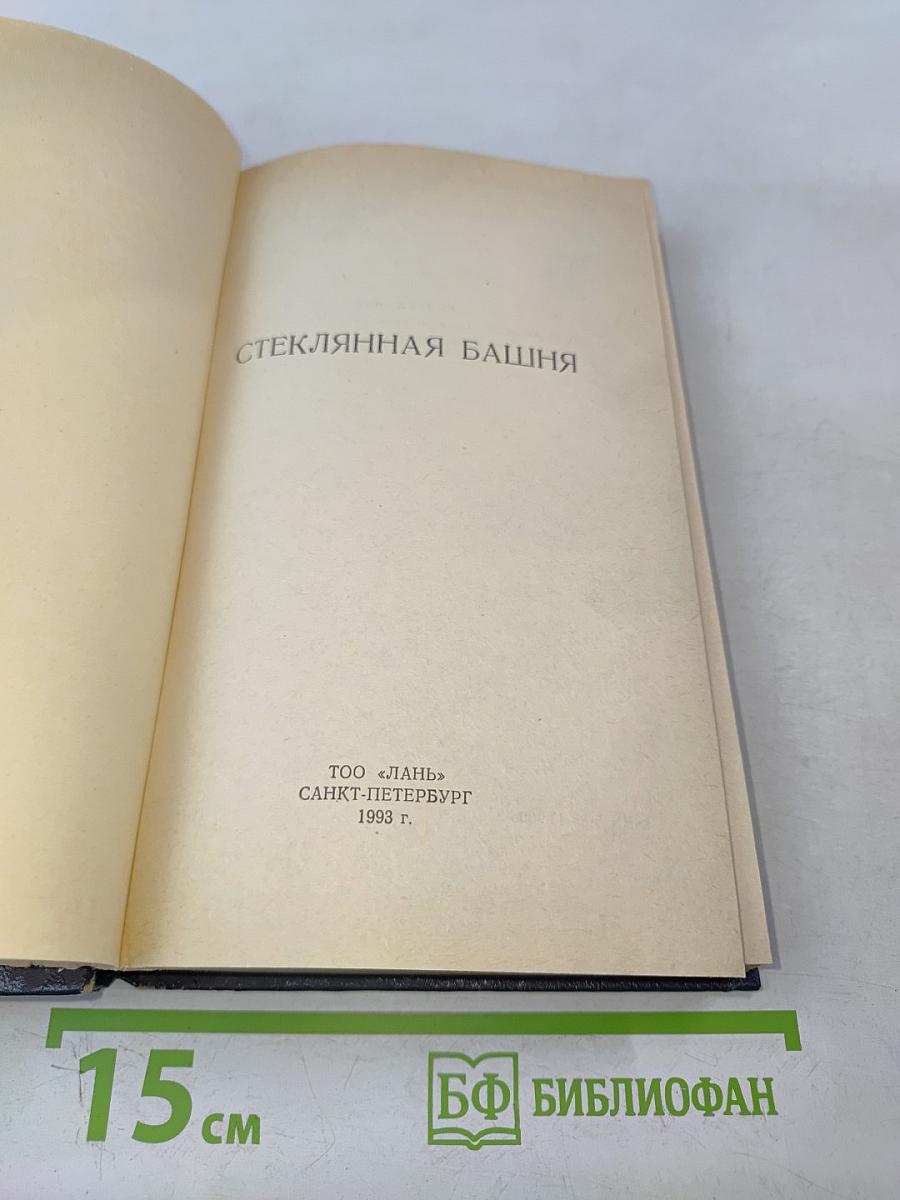 СТЕКЛЯННАЯ БАШНЯ
ТОО «ЛАНЬ»
САНКТ-ПЕТЕРБУРГ
1993 г.
15 см
БФ БИБЛИОФАН